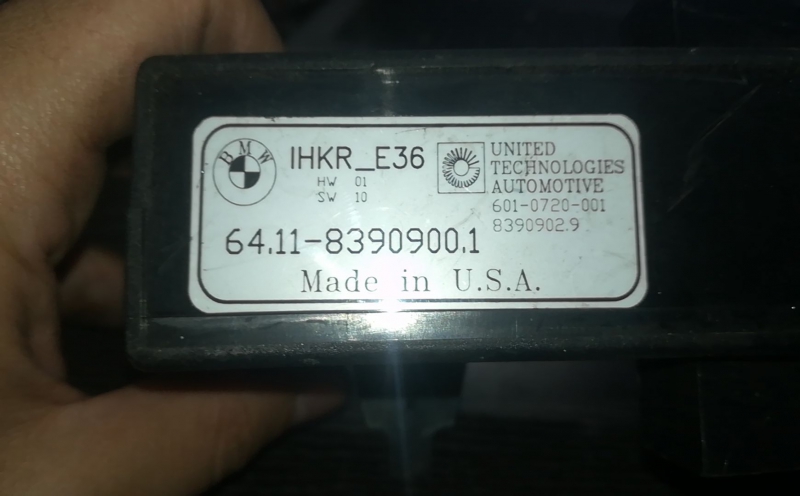 BMW
IHKR_E36
HW 01
SW 10
UNITED
TECHNOLOGIES
AUTOMOTIVE
601-0720-001
8390902.9
64.11-8390900.1
Made in U.S.A.